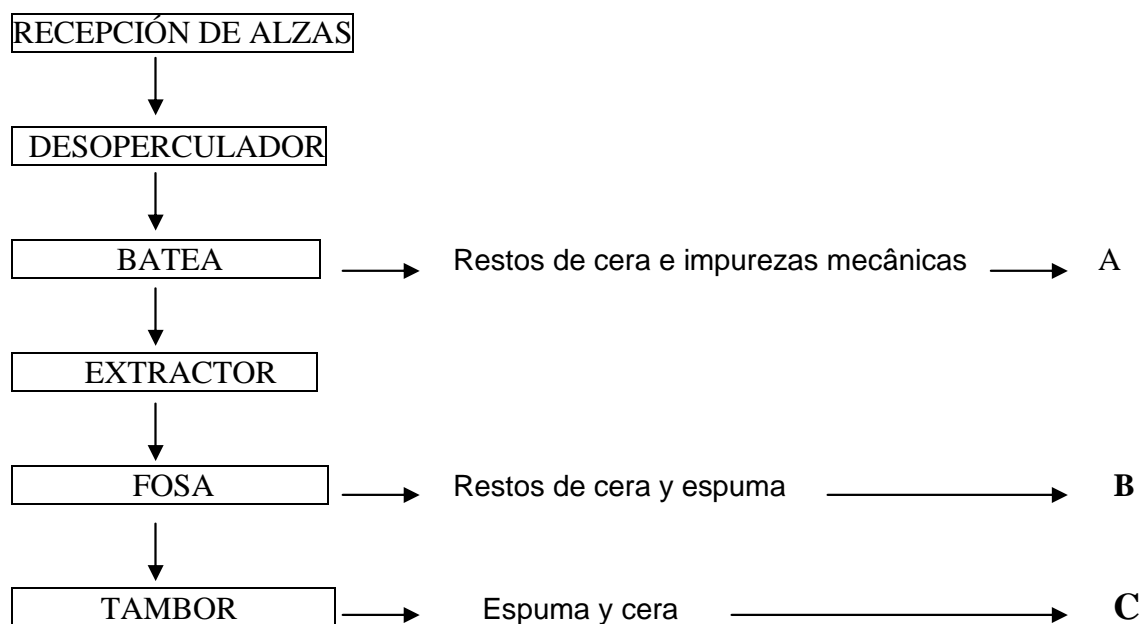 RECEPCIÓN DE ALZAS
DESOPERCULADOR
BATEA Restos de cera e impurezas mecânicas A
EXTRACTOR
FOSA Restos de cera y espuma B
TAMBOR Espuma y cera C